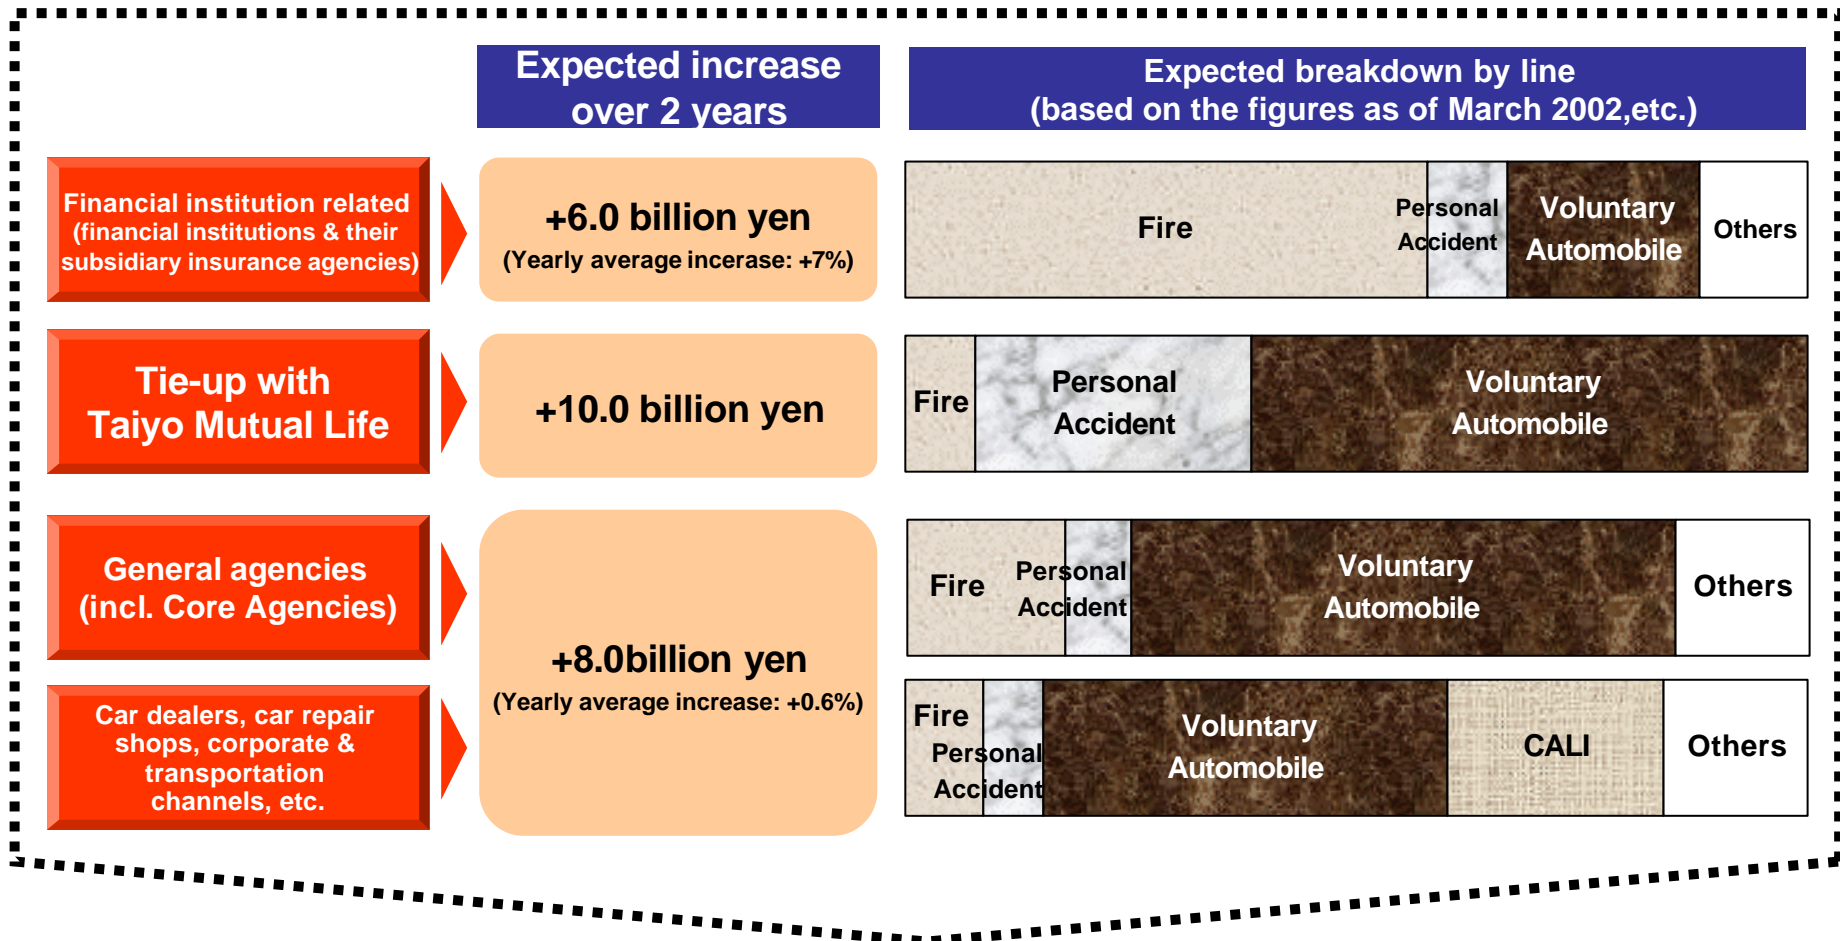 Expected increase
over 2 years
Expected breakdown by line
(based on the figures as of March 2002,etc.)
Financial institution related
(financial institutions & their
subsidiary insurance agencies)
+6.0 billion yen
(Yearly average incerase: +7%)
Fire
Personal
Accident
Voluntary
Automobile
Others
Tie-up with
Taiyo Mutual Life
+10.0 billion yen
Fire
Personal
Accident
Voluntary
Automobile
General agencies
(incl. Core Agencies)
+8.0billion yen
(Yearly average increase: +0.6%)
Fire
Personal
Accident
Voluntary
Automobile
Others
Car dealers, car repair
shops, corporate &
transportation
channels, etc.
Fire
Personal
Accident
Voluntary
Automobile
CALI
Others